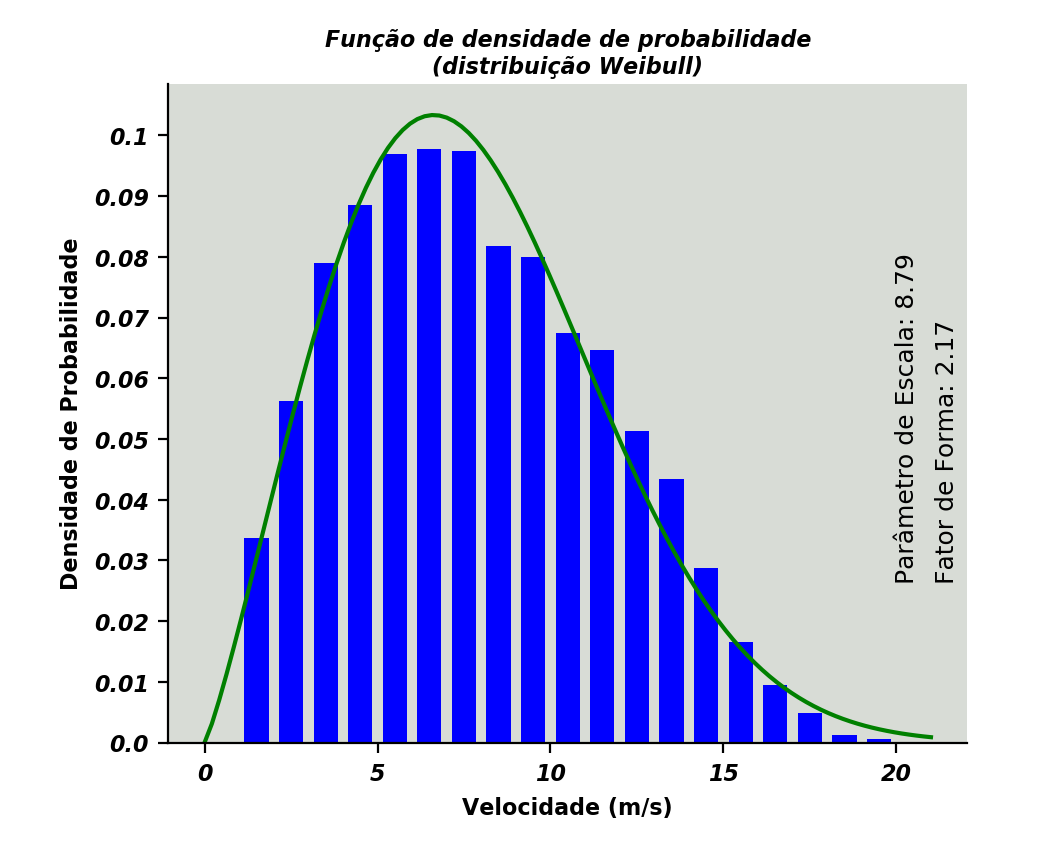 Função de densidade de probabilidade
(distribuição Weibull)
Densidade de Probabilidade
0.1
0.09
0.08
0.07
0.06
0.05
0.04
0.03
0.02
0.01
0.0
0 5 10 15 20
Velocidade (m/s)
Parâmetro de Escala: 8.79
Fator de Forma: 2.17